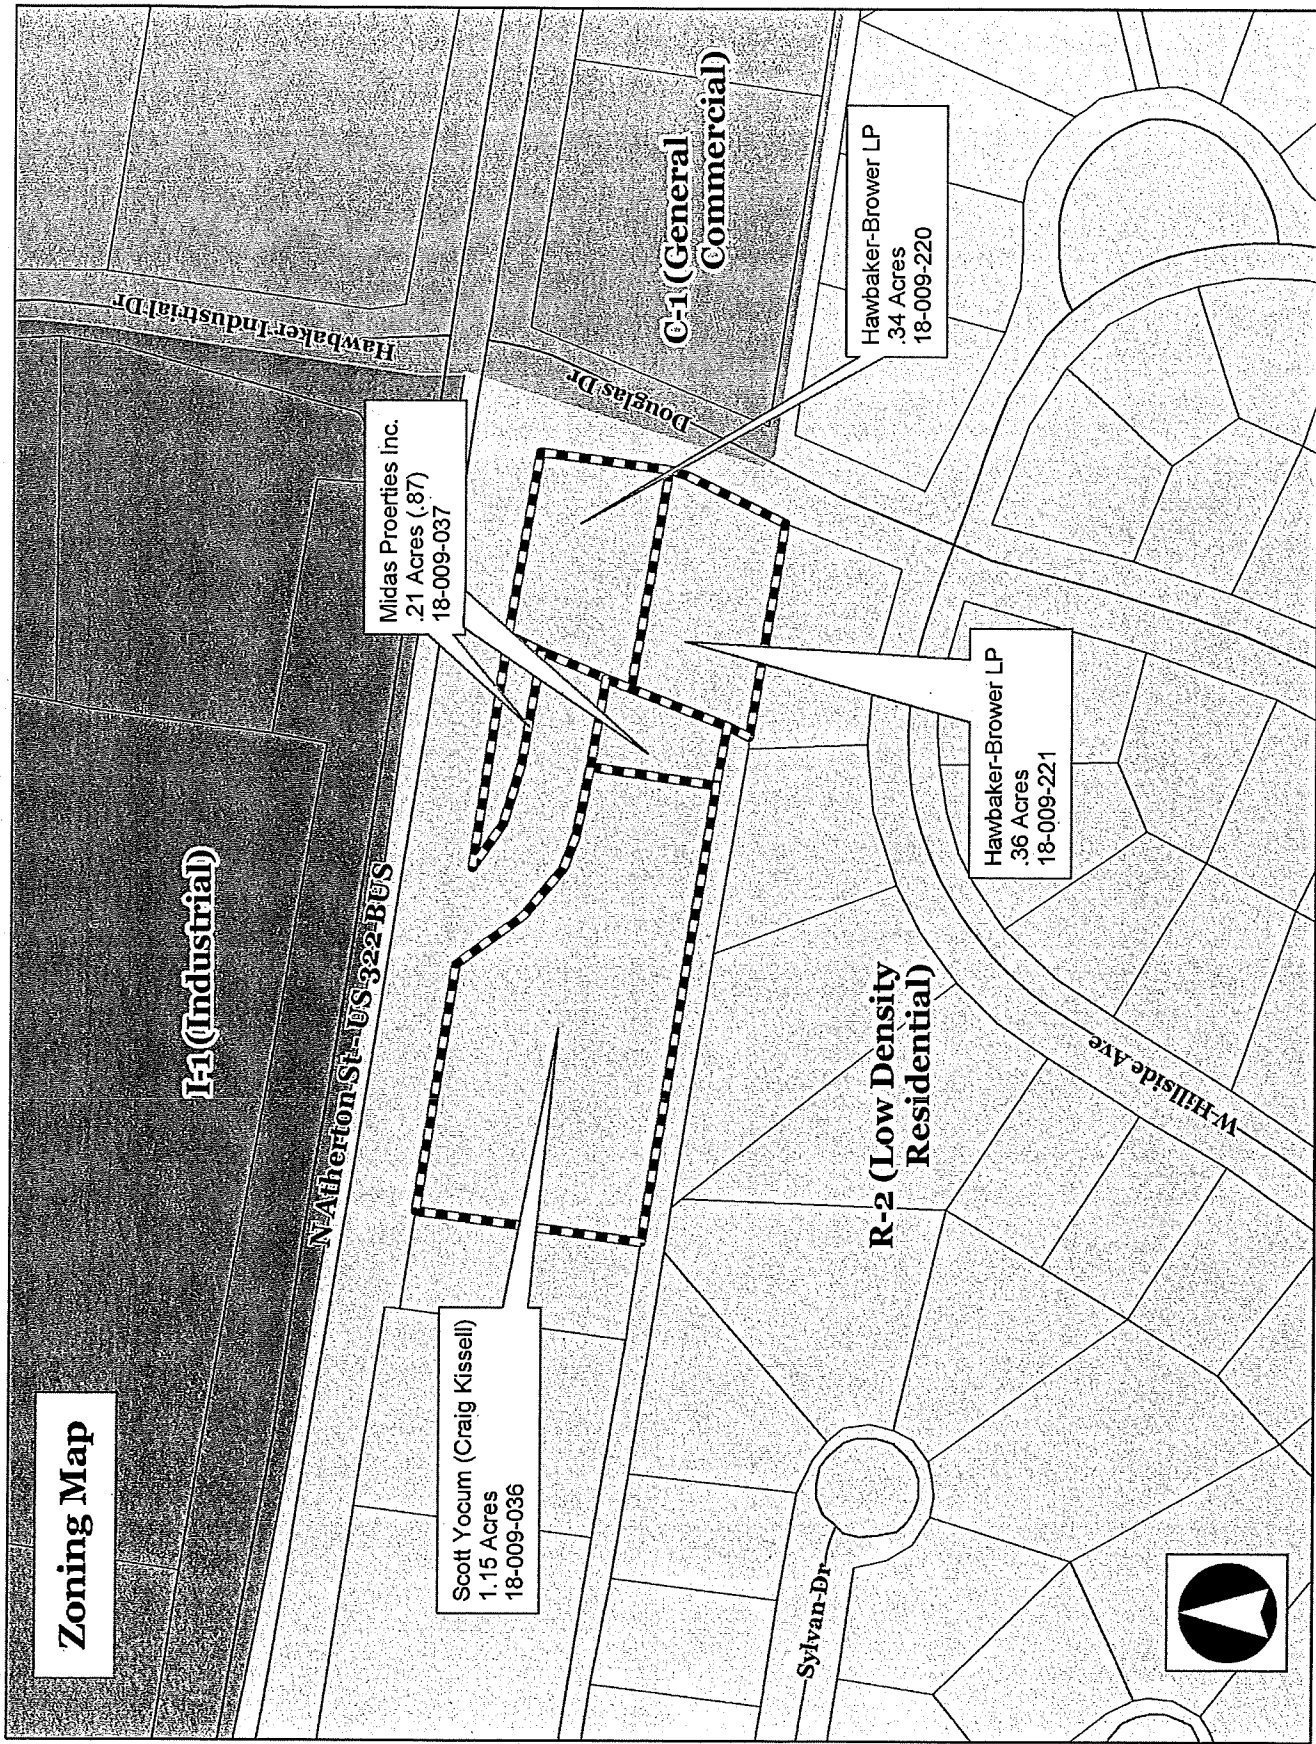 Zoning Map
I-1 (Industrial)
N Atherton St - US 322 BUS
Hawbaker Industrial Dr
Douglas Dr
C-1 (General
Commercial)
Midas Proerties Inc.
.21 Acres (.87)
18-009-037
Hawbaker-Brower LP
.34 Acres
18-009-220
Scott Yocum (Craig Kissell)
1.15 Acres
18-009-036
Hawbaker-Brower LP
.36 Acres
18-009-221
R-2 (Low Density
Residential)
W Hillside Ave
Sylvan Dr